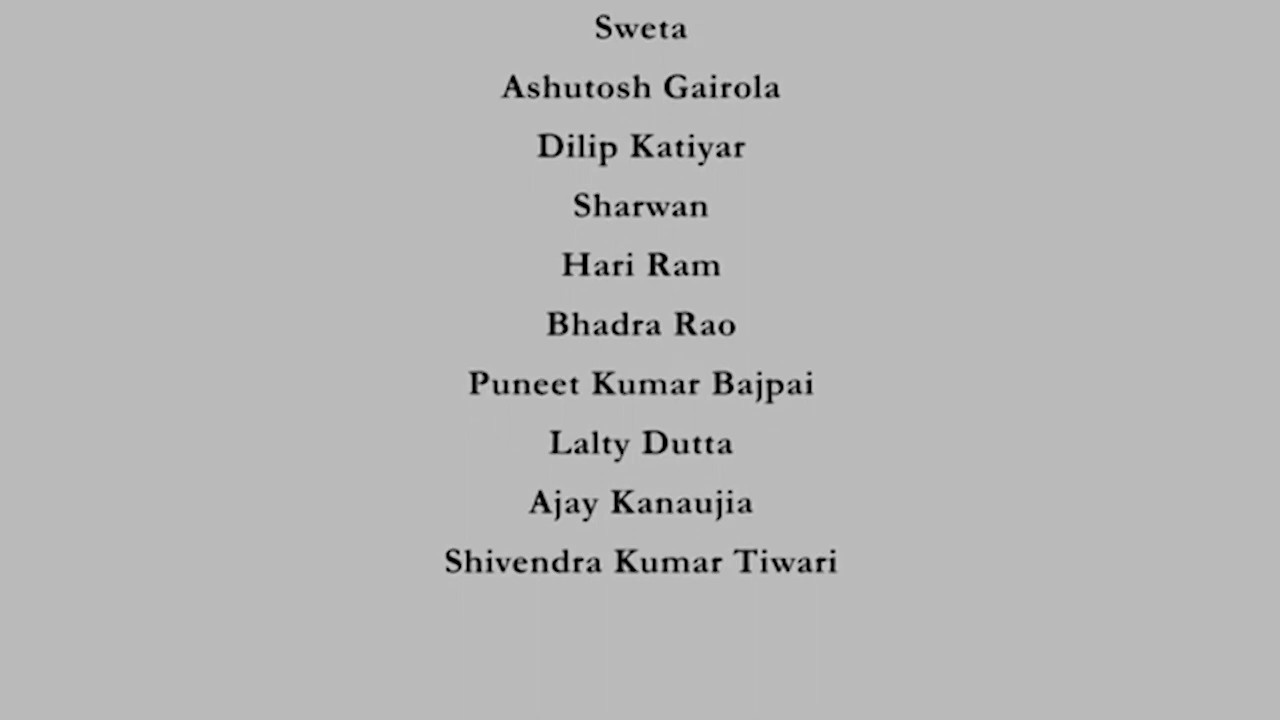 Sweta
Ashutosh Gairola
Dilip Katiyar
Sharwan
Hari Ram
Bhadra Rao
Puneet Kumar Bajpai
Lalty Dutta
Ajay Kanaujia
Shivendra Kumar Tiwari